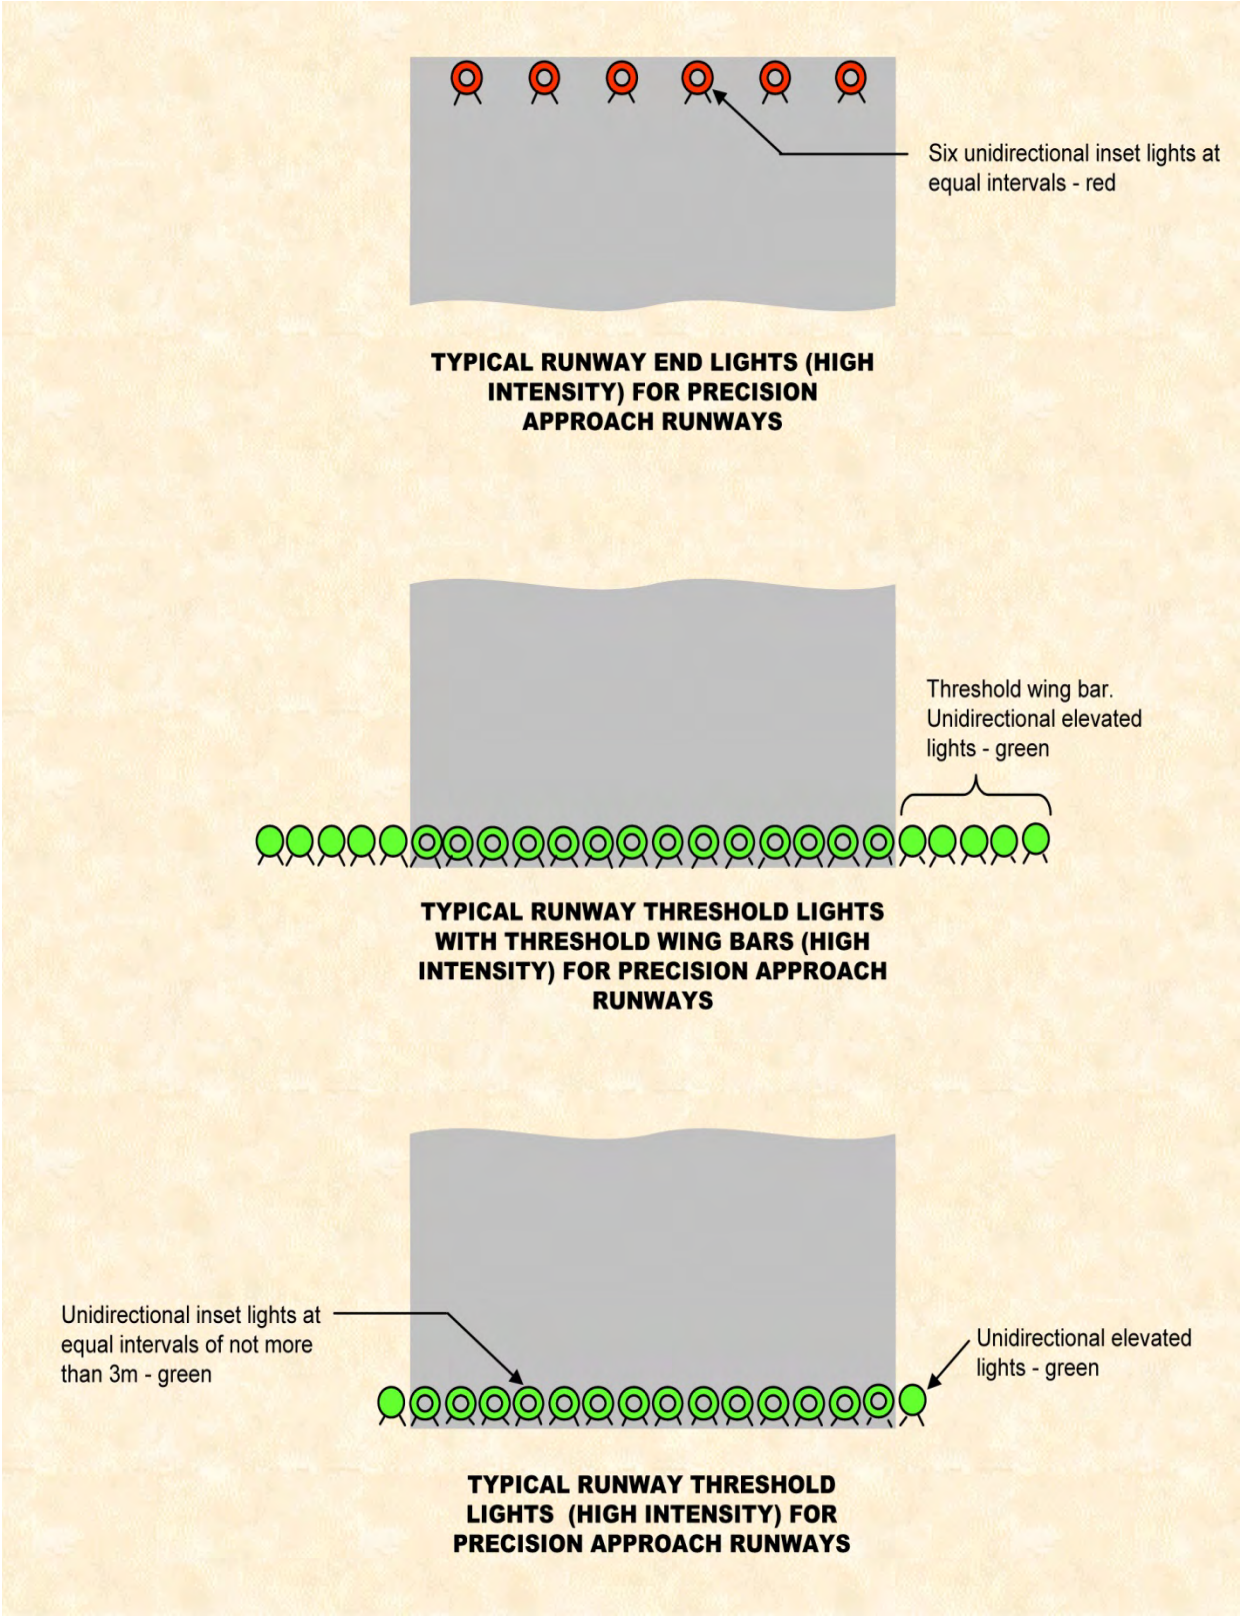 Six unidirectional inset lights at
equal intervals - red
TYPICAL RUNWAY END LIGHTS (HIGH
INTENSITY) FOR PRECISION
APPROACH RUNWAYS
Threshold wing bar.
Unidirectional elevated
lights - green
TYPICAL RUNWAY THRESHOLD LIGHTS
WITH THRESHOLD WING BARS (HIGH
INTENSITY) FOR PRECISION APPROACH
RUNWAYS
Unidirectional inset lights at
equal intervals of not more
than 3m - green
Unidirectional elevated
lights - green
TYPICAL RUNWAY THRESHOLD
LIGHTS (HIGH INTENSITY) FOR
PRECISION APPROACH RUNWAYS